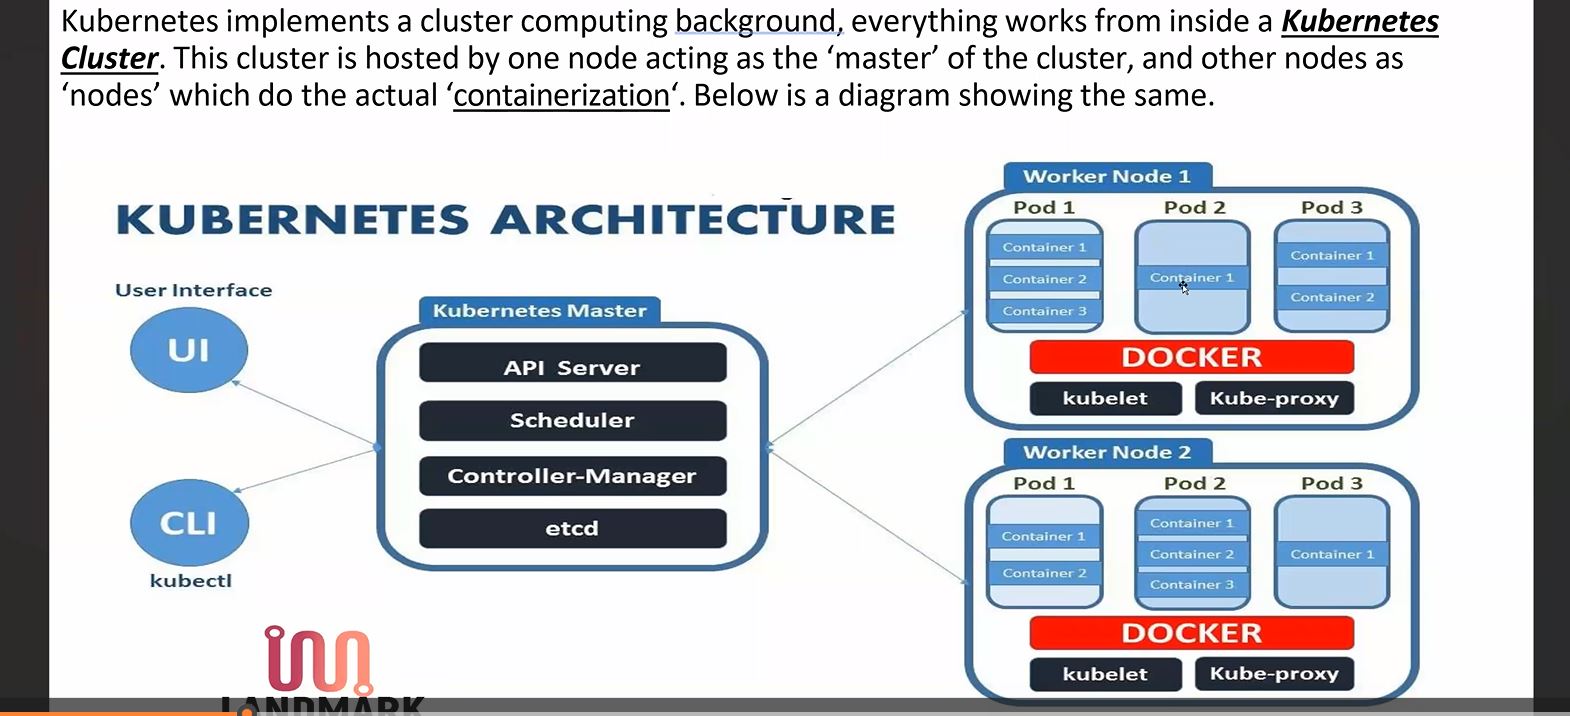 Kubernetes implements a cluster computing background, everything works from inside a Kubernetes
Cluster. This cluster is hosted by one node acting as the ‘master’ of the cluster, and other nodes as
‘nodes’ which do the actual ‘containerization‘. Below is a diagram showing the same.
KUBERNETES ARCHITECTURE
User Interface
UI
CLI
kubectl
Kubernetes Master
API Server
Scheduler
Controller-Manager
etcd
Worker Node 1
Pod 1
Container 1
Container 2
Container 3
Pod 2
Container 1
Pod 3
Container 1
Container 2
DOCKER
kubelet
Kube-proxy
Worker Node 2
Pod 1
Container 1
Container 2
Pod 2
Container 1
Container 2
Container 3
Pod 3
Container 1
DOCKER
kubelet
Kube-proxy
LANDMARK